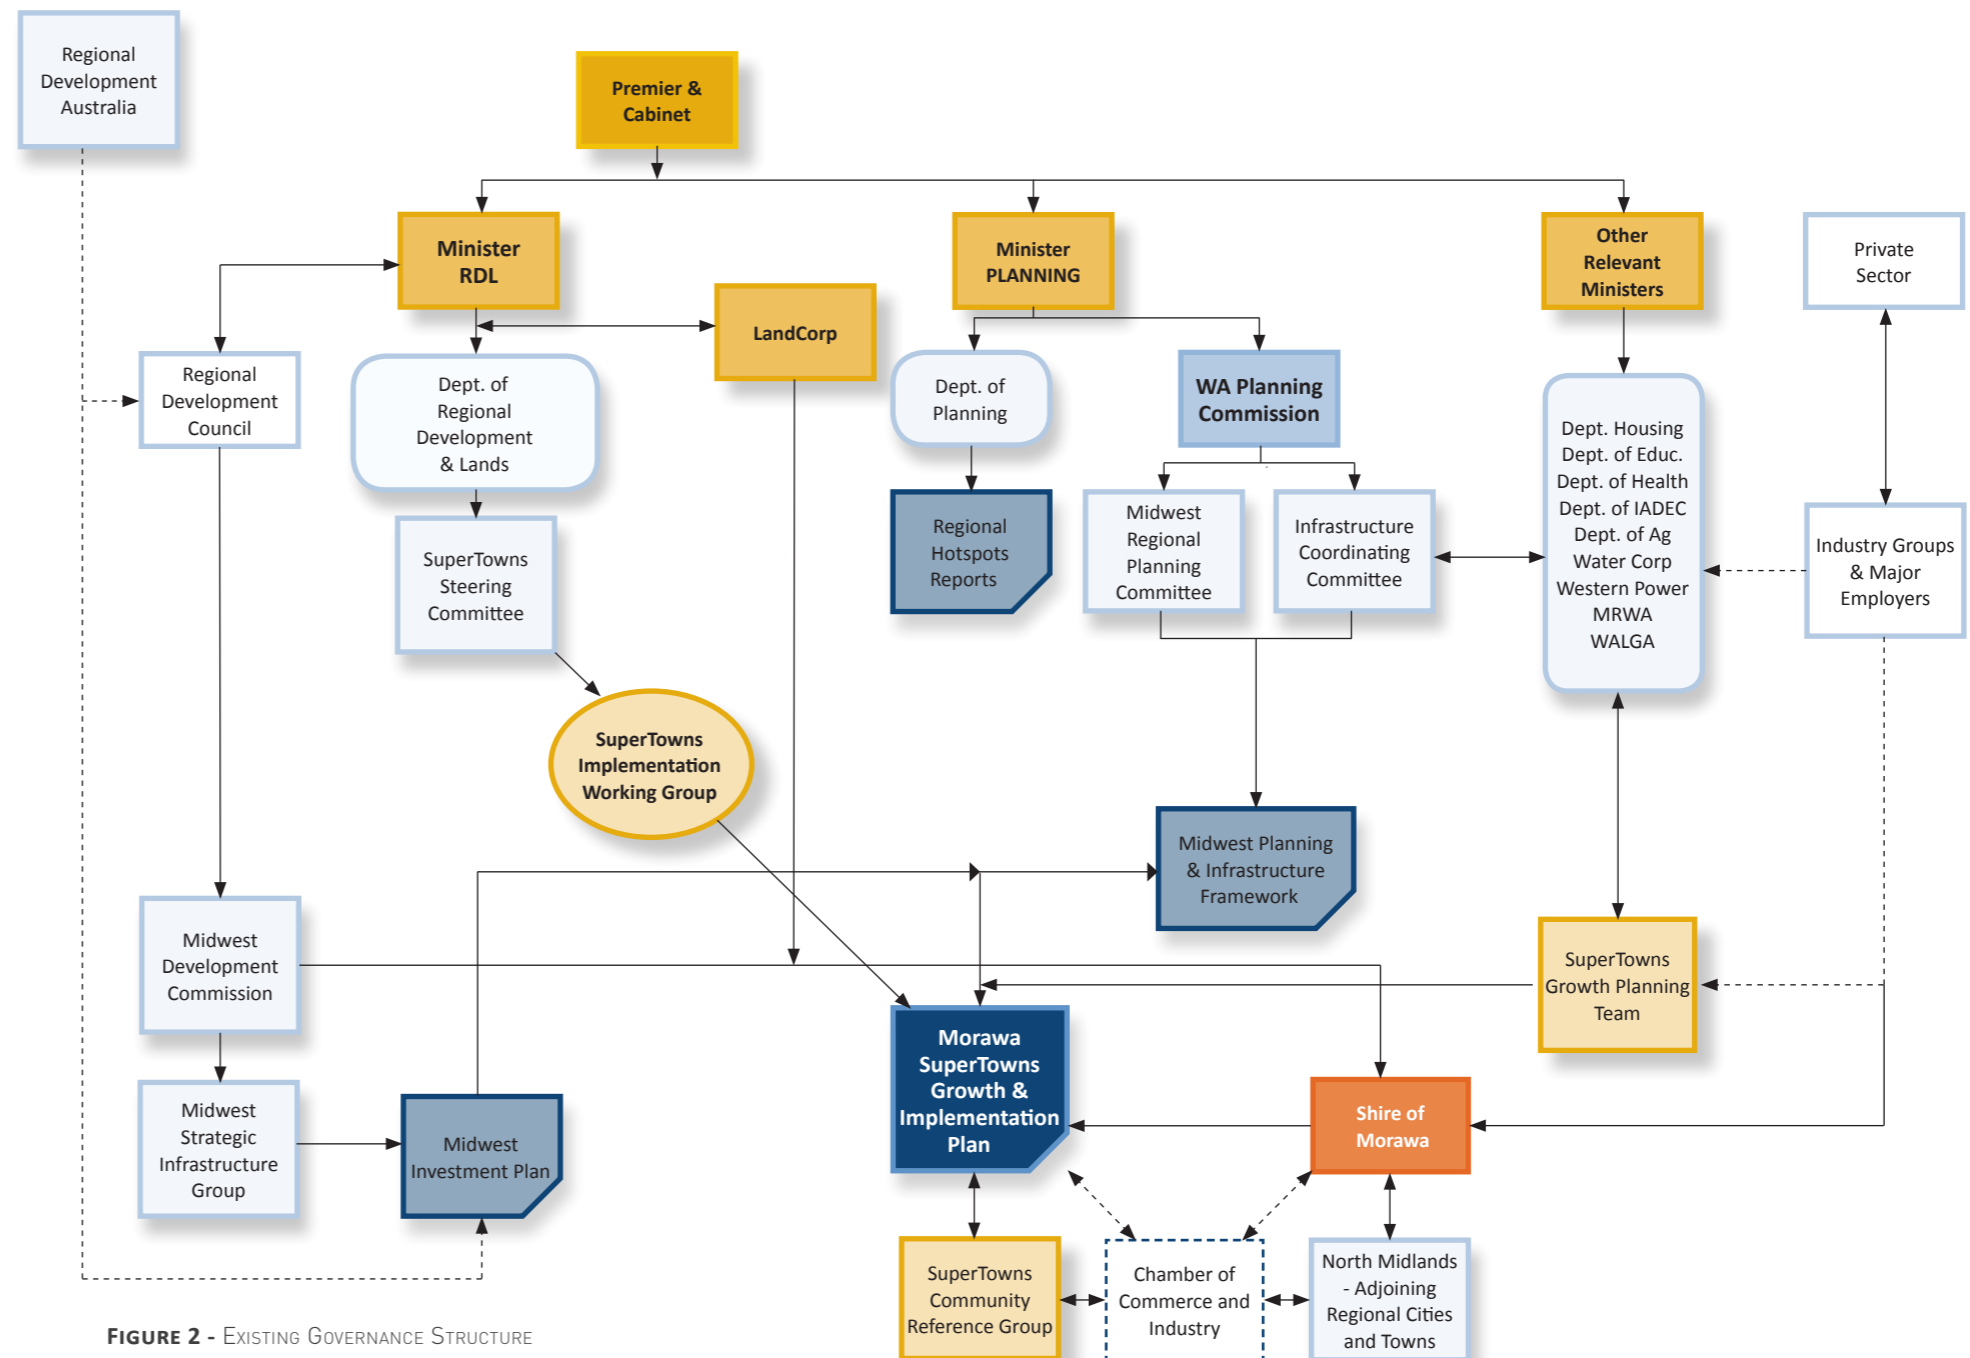 Regional
Development
Australia
Premier &
Cabinet
Minister
RDL
Minister
PLANNING
Other
Relevant
Ministers
Private
Sector
LandCorp
Regional
Development
Council
Dept. of
Regional
Development
& Lands
Dept. of
Planning
WA Planning
Commission
Dept. Housing
Dept. of Educ.
Dept. of Health
Dept. of IADEC
Dept. of Ag
Water Corp
Western Power
MRWA
WALGA
SuperTowns
Steering
Committee
Regional
Hotspots
Reports
Midwest
Regional
Planning
Committee
Infrastructure
Coordinating
Committee
Industry Groups
& Major
Employers
SuperTowns
Implementation
Working Group
Midwest Planning
& Infrastructure
Framework
Midwest
Development
Commission
SuperTowns
Growth Planning
Team
Morawa
SuperTowns
Growth &
Implementation
Plan
Midwest
Strategic
Infrastructure
Group
Midwest
Investment Plan
Shire of
Morawa
SuperTowns
Community
Reference Group
Chamber of
Commerce and
Industry
North Midlands
- Adjoining
Regional Cities
and Towns
FIGURE 2 - EXISTING GOVERNANCE STRUCTURE